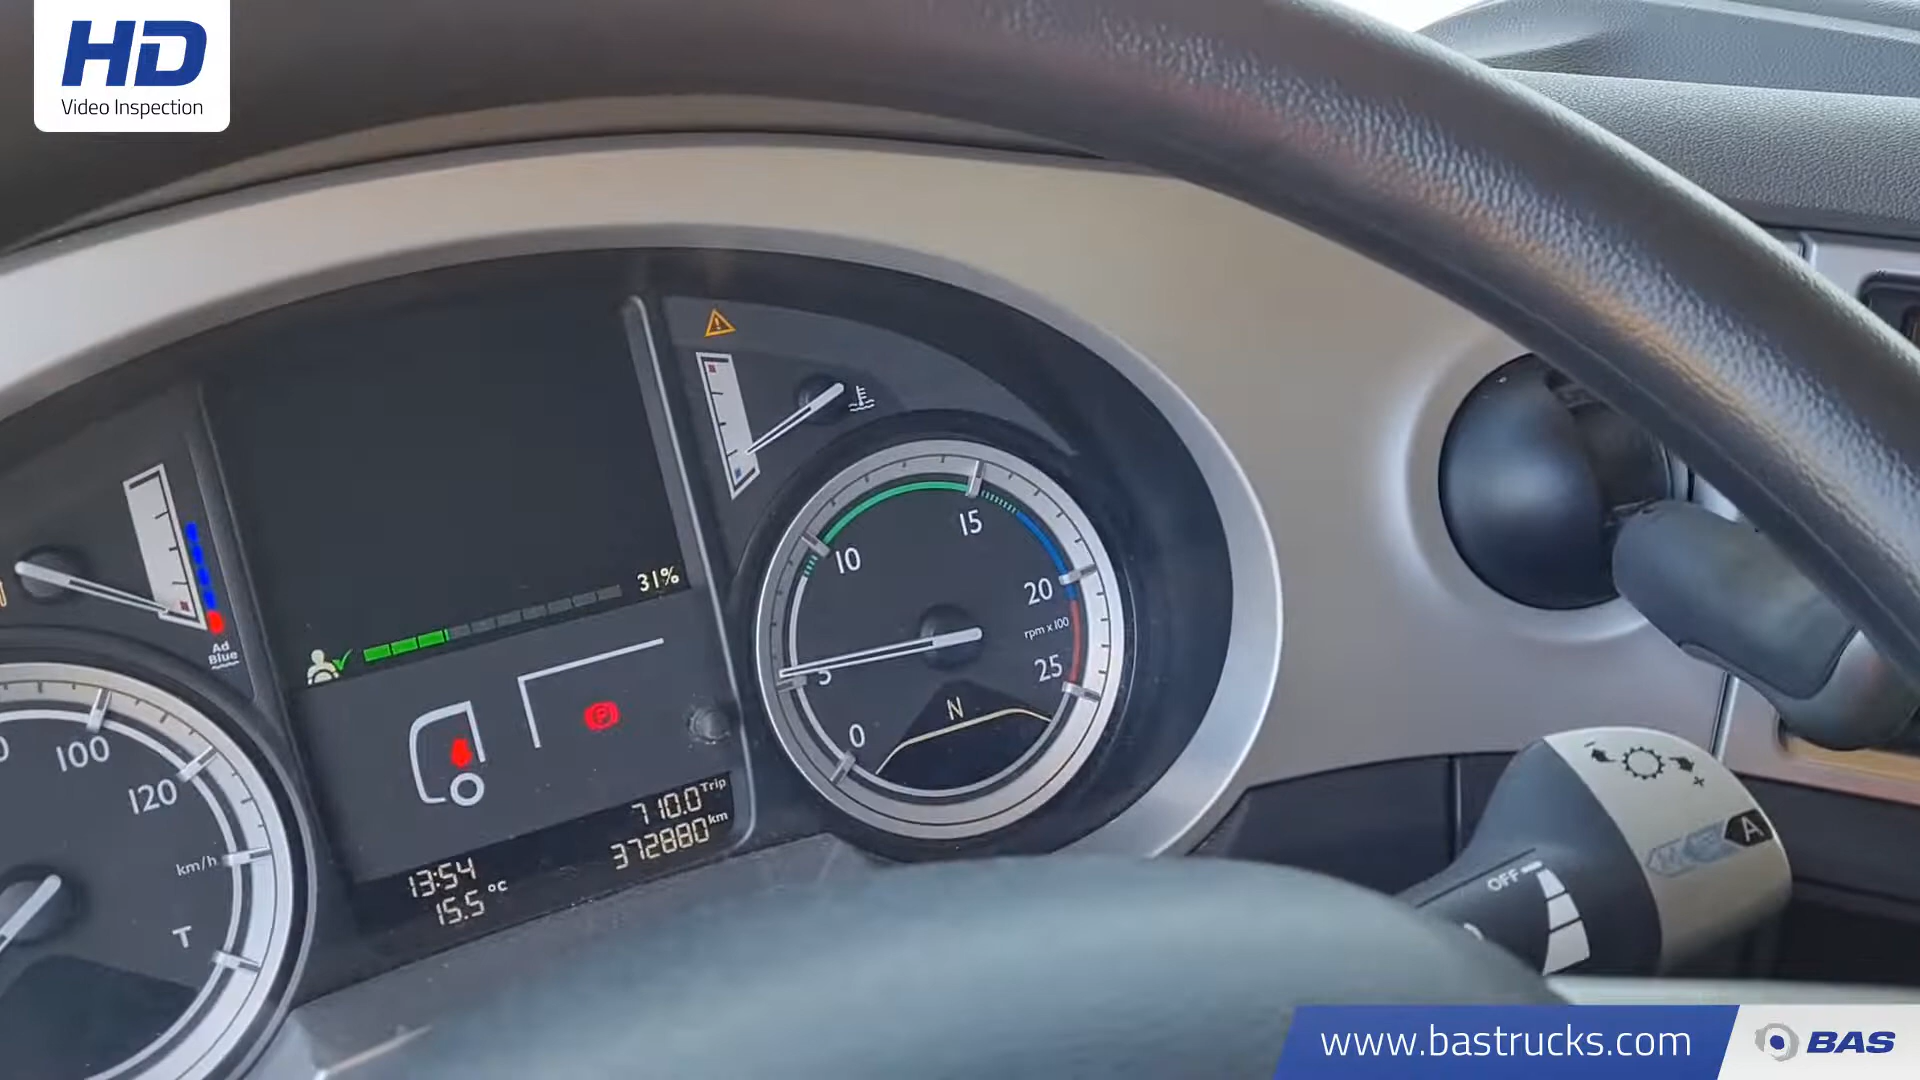 HD
Video Inspection
31%
Ad
Blue
15
10
20
rpm x 100
25
5
N
0
100
120
km/h
T
710.0 Trip
372880 km
13:54
15.5 °C
- +
A
OFF
www.bastrucks.com
BAS